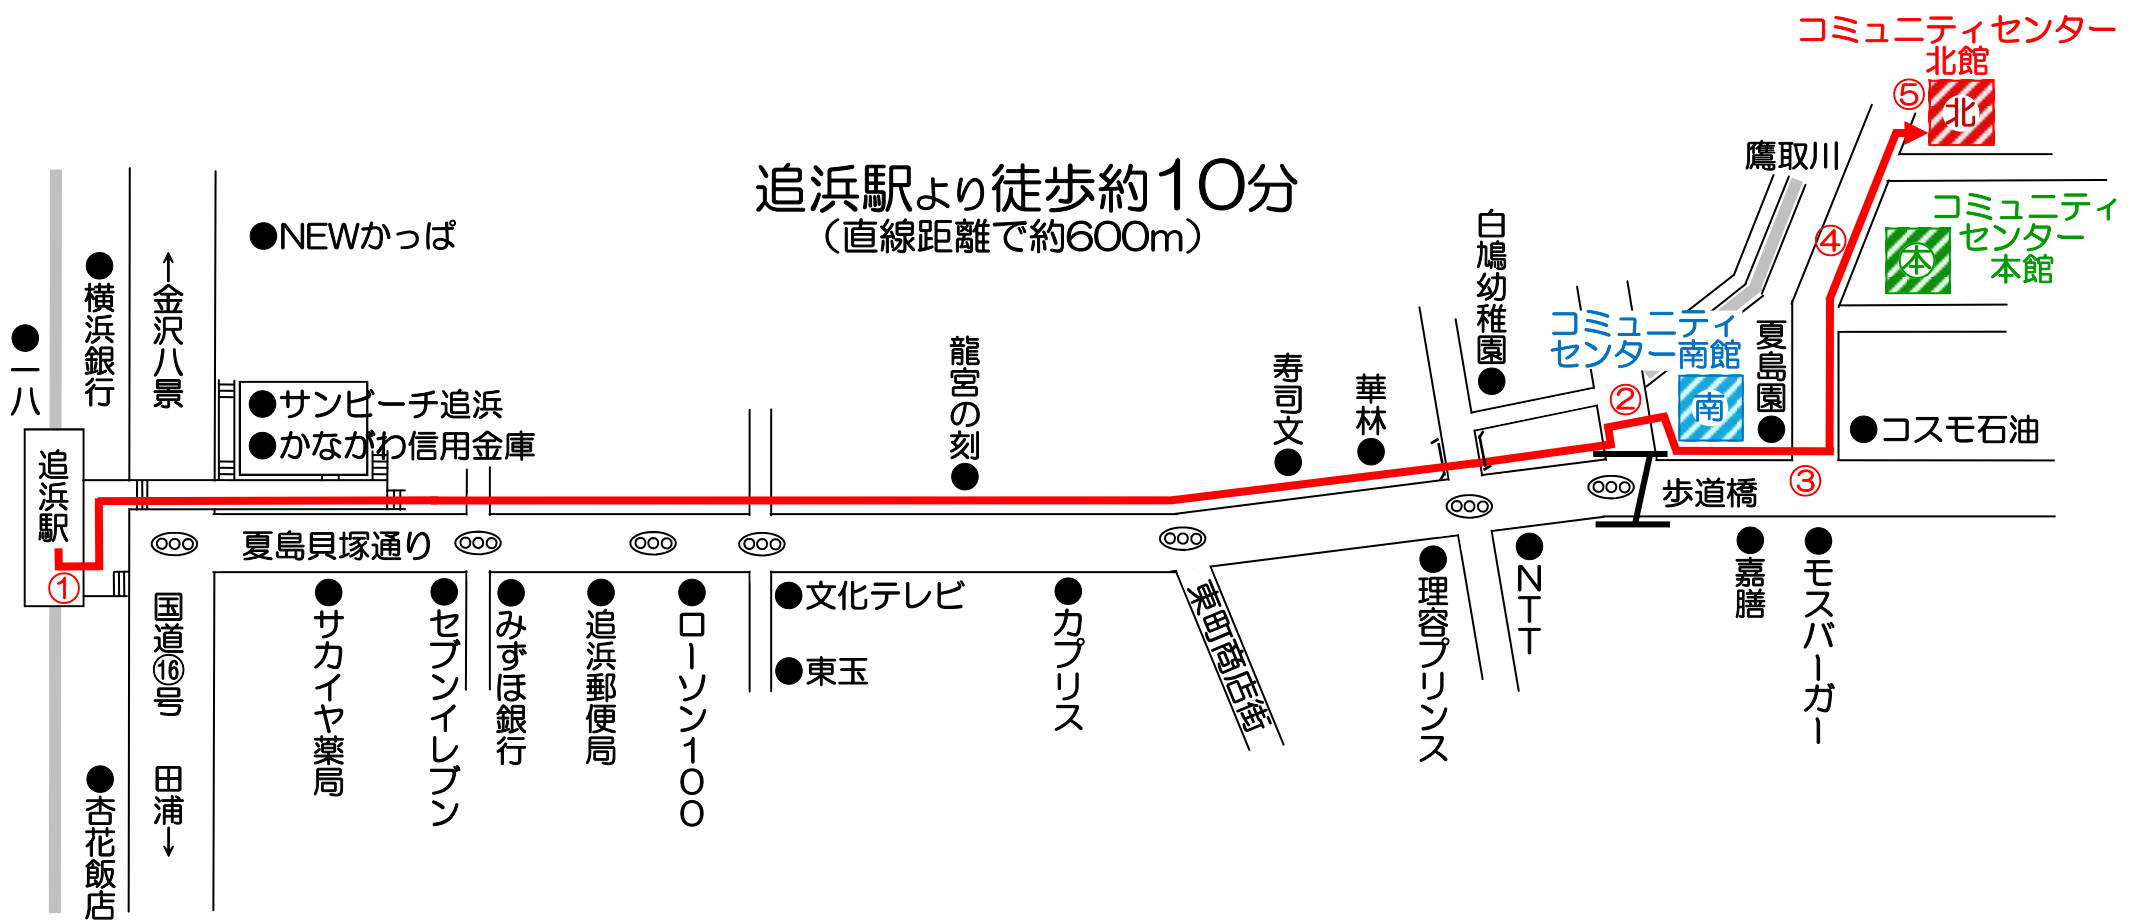 コミュニティセンター
北館
⑤
北
鷹取川
追浜駅より徒歩約10分
（直線距離で約600m）
コミュニティ
センター
本館
本
④
NEWかっぱ
白鳩幼稚園
横浜銀行
←金沢八景
二八
コミュニティ
センター南館
南
②
夏島園
龍宮の刻
寿司文
華林
サンビーチ追浜
かながわ信用金庫
コスモ石油
追浜駅
①
③
歩道橋
夏島貝塚通り
国道⑯号
田浦→
サカイヤ薬局
セブンイレブン
みずほ銀行
追浜郵便局
ローソン100
文化テレビ
東玉
カプリス
東町商店街
理容プリンス
NTT
嘉膳
モスバーガー
杏花飯店